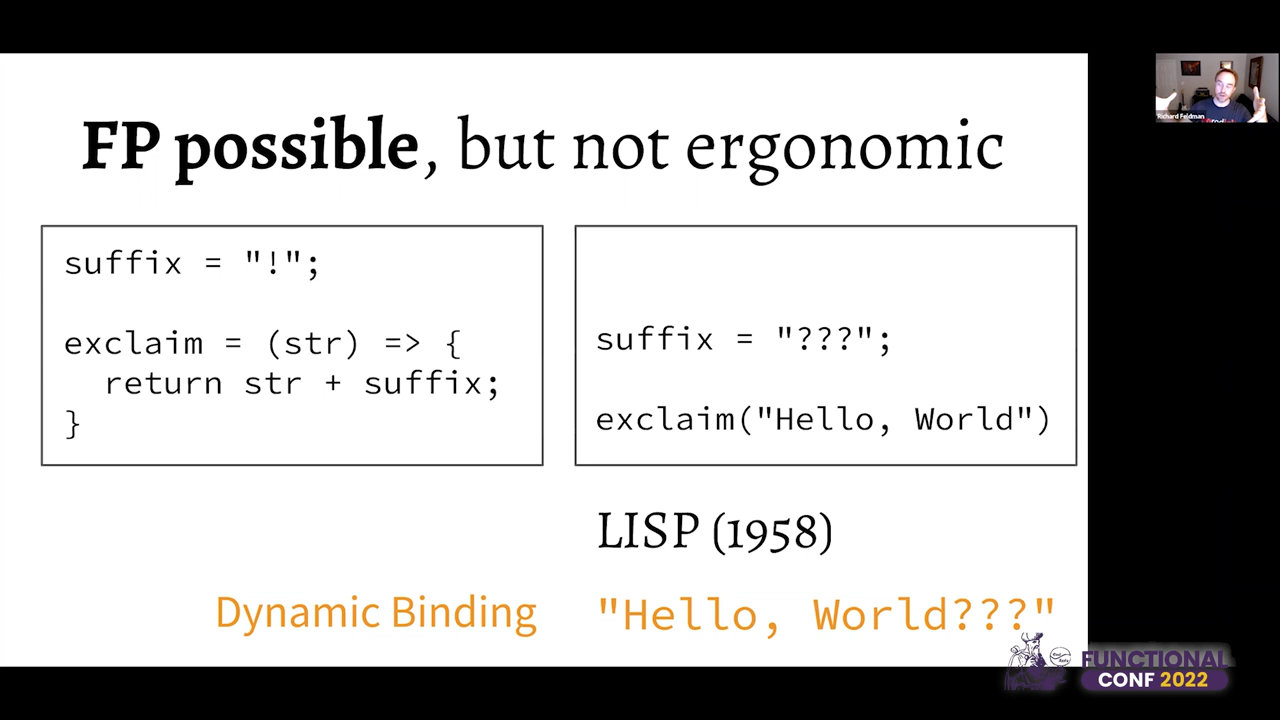 FP possible, but not ergonomic
suffix = "!";
exclaim = (str) => {
  return str + suffix;
}
suffix = "???";
exclaim("Hello, World")
LISP (1958)
Dynamic Binding
"Hello, World???"
Richard Feldman
FUNCTIONAL
CONF 2022